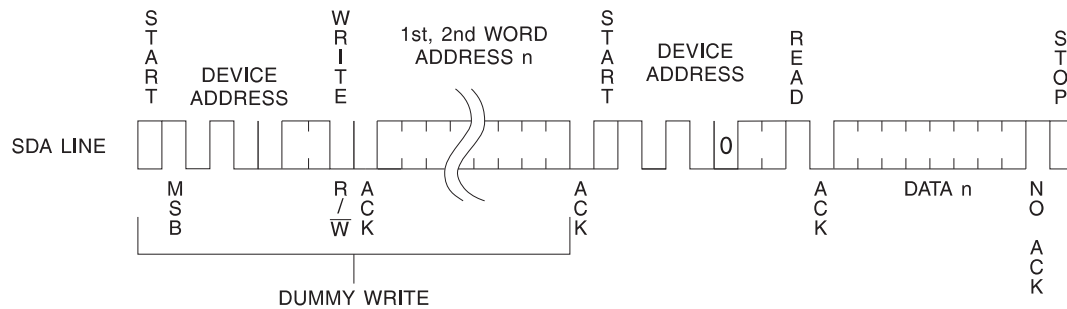 START
WRITE
1st, 2nd WORD
ADDRESS n
START
DEVICE
ADDRESS
READ
STOP
DEVICE
ADDRESS
SDA LINE
0
MSB
R/W
ACK
ACK
ACK
DATA n
NO ACK
DUMMY WRITE